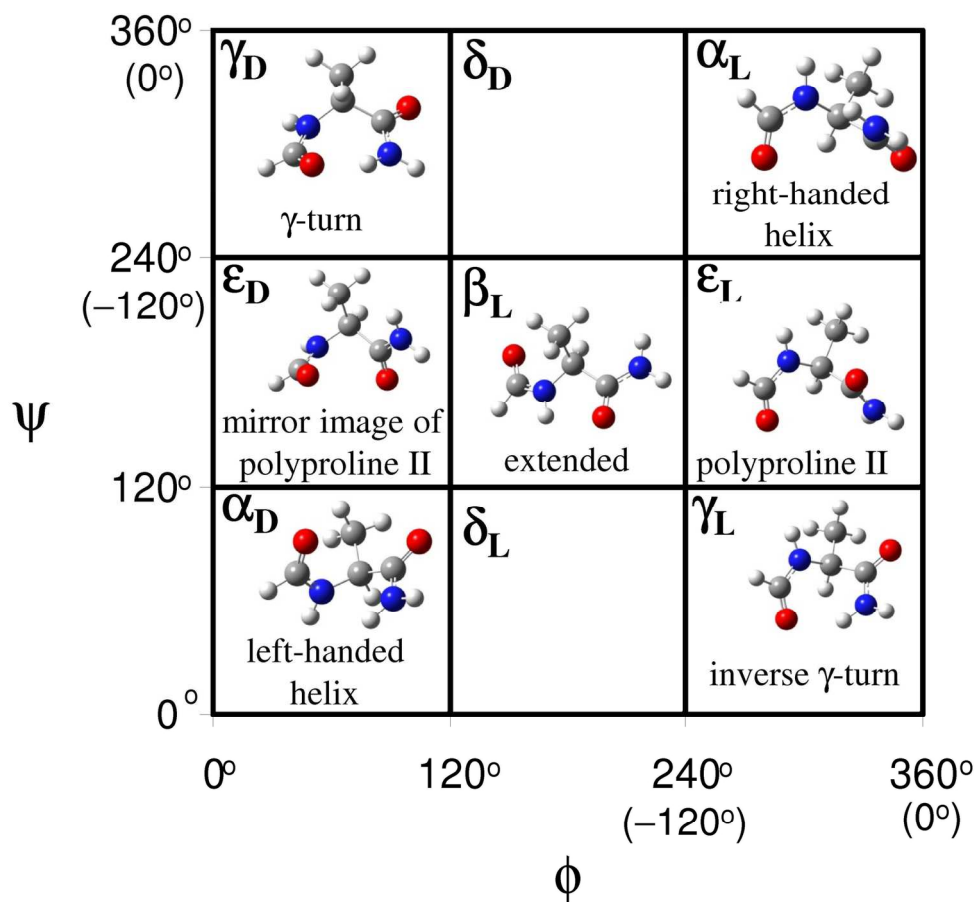 360°
(0°)
γD
δD
αL
γ-turn
right-handed
helix
240°
(−120°)
εD
βL
εL
ψ
mirror image of
polyproline II
extended
polyproline II
120°
αD
δL
γL
left-handed
helix
inverse γ-turn
0°
0°
120°
240°
(−120°)
360°
(0°)
ϕ